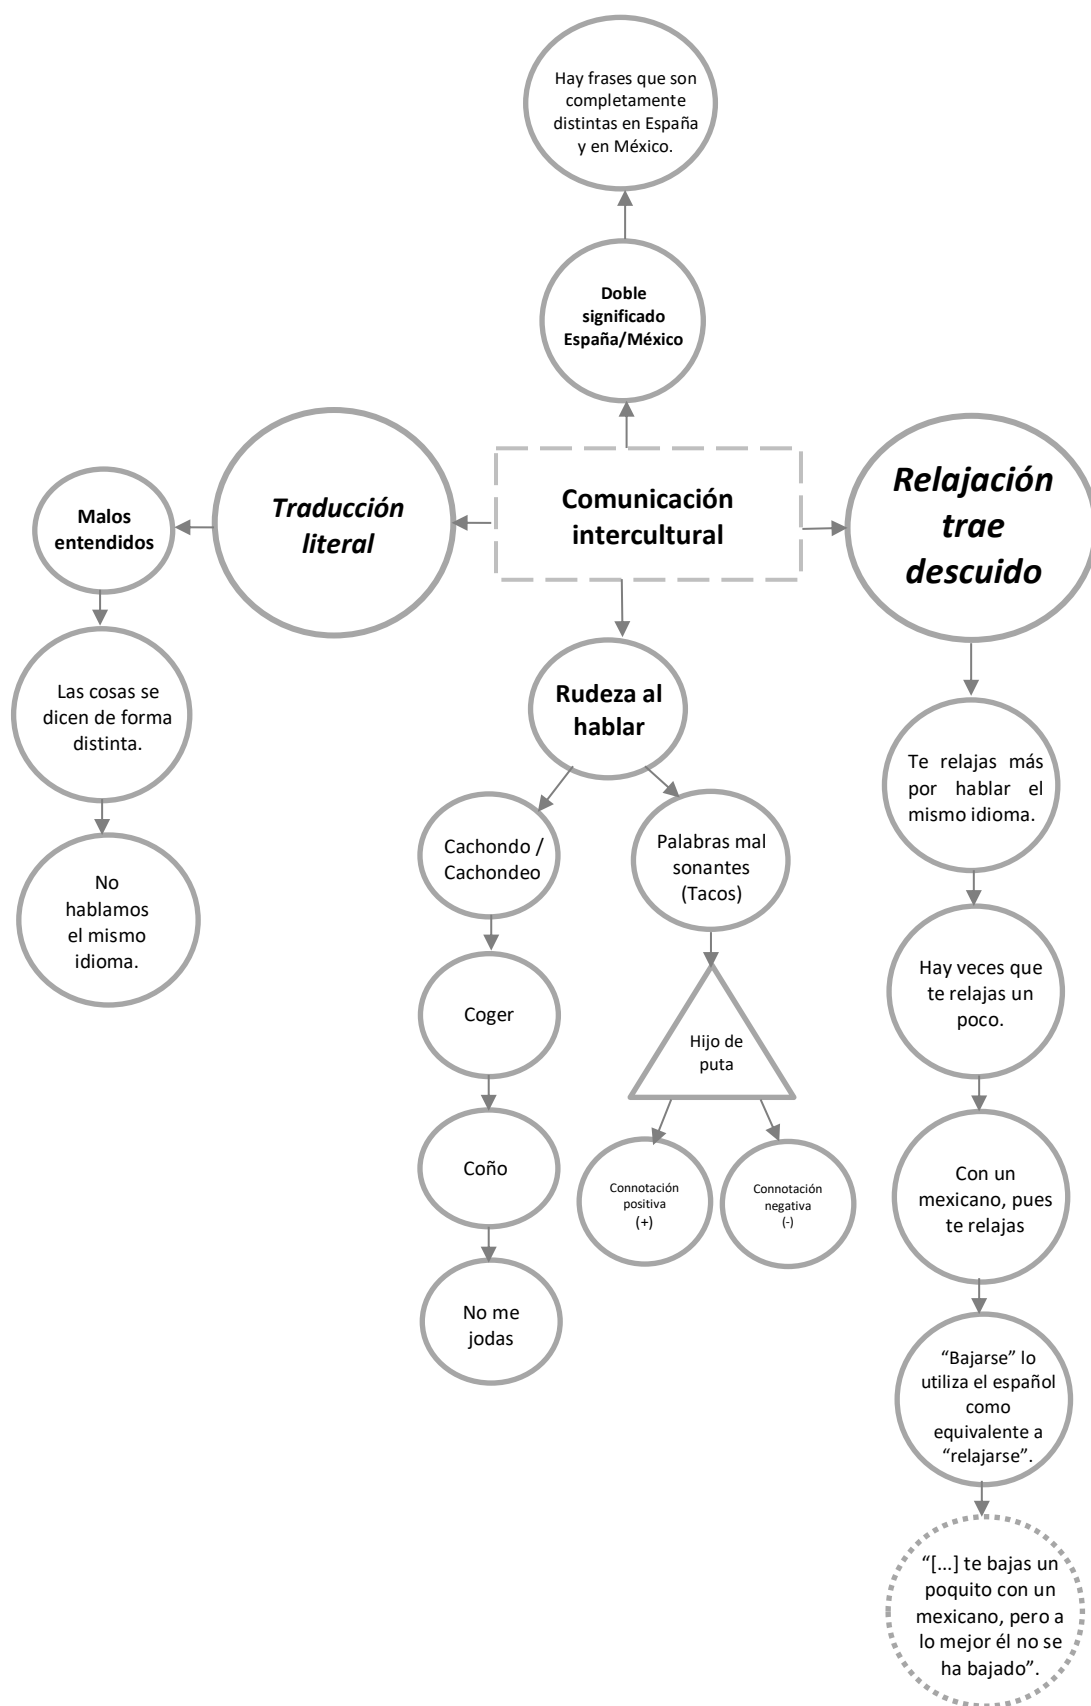 Hay frases que son
completamente
distintas en España
y en México.
Doble
significado
España/México
Comunicación
intercultural
Traducción
literal
Malos
entendidos
Las cosas se
dicen de forma
distinta.
No
hablamos
el mismo
idioma.
Rudeza al
hablar
Cachondo /
Cachondeo
Coger
Coño
No me
jodas
Palabras mal
sonantes
(Tacos)
Hijo de
puta
Connotación
positiva
(+)
Connotación
negativa
(-)
Relajación
trae
descuido
Te relajas más
por hablar el
mismo idioma.
Hay veces que
te relajas un
poco.
Con un
mexicano, pues
te relajas
“Bajarse” lo
utiliza el español
como
equivalente a
“relajarse”.
“[...] te bajas un
poquito con un
mexicano, pero a
lo mejor él no se
ha bajado”.